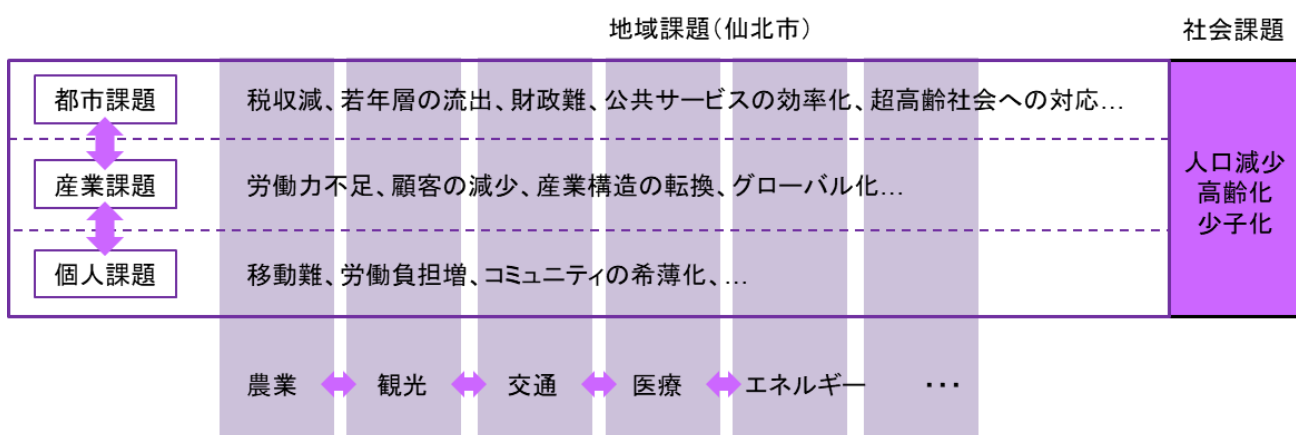 地域課題（仙北市）
社会課題
都市課題
税収減、若年層の流出、財政難、公共サービスの効率化、超高齢社会への対応…
産業課題
労働力不足、顧客の減少、産業構造の転換、グローバル化…
個人課題
移動難、労働負担増、コミュニティの希薄化、…
人口減少
高齢化
少子化
農業
観光
交通
医療
エネルギー
・・・